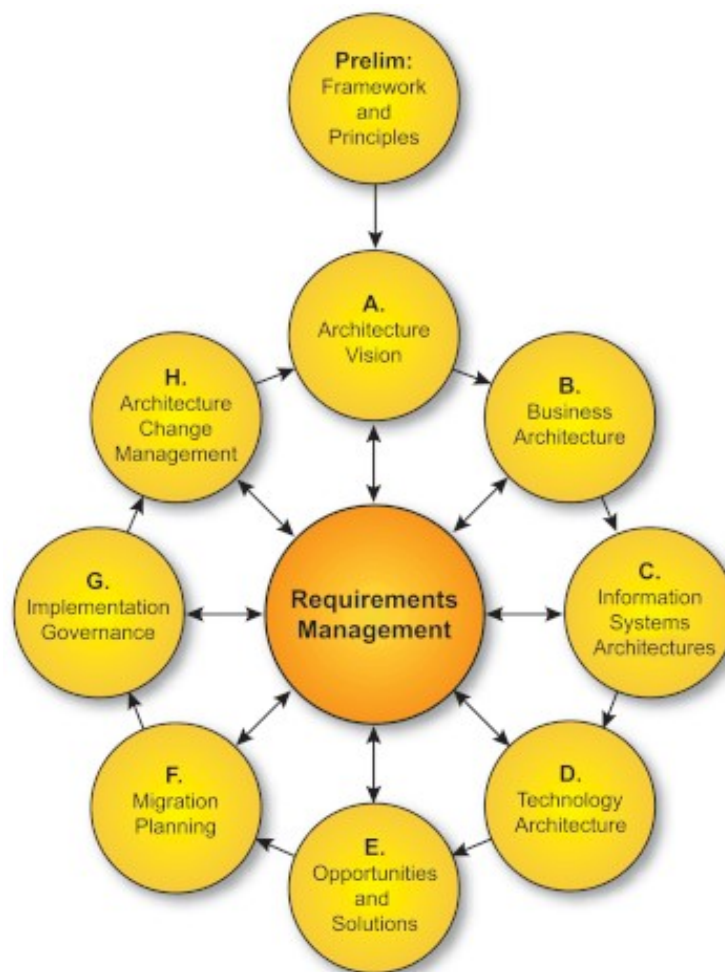 Prelim:
Framework
and
Principles
A.
Architecture
Vision
B.
Business
Architecture
C.
Information
Systems
Architectures
D.
Technology
Architecture
E.
Opportunities
and
Solutions
F.
Migration
Planning
G.
Implementation
Governance
H.
Architecture
Change
Management
Requirements
Management